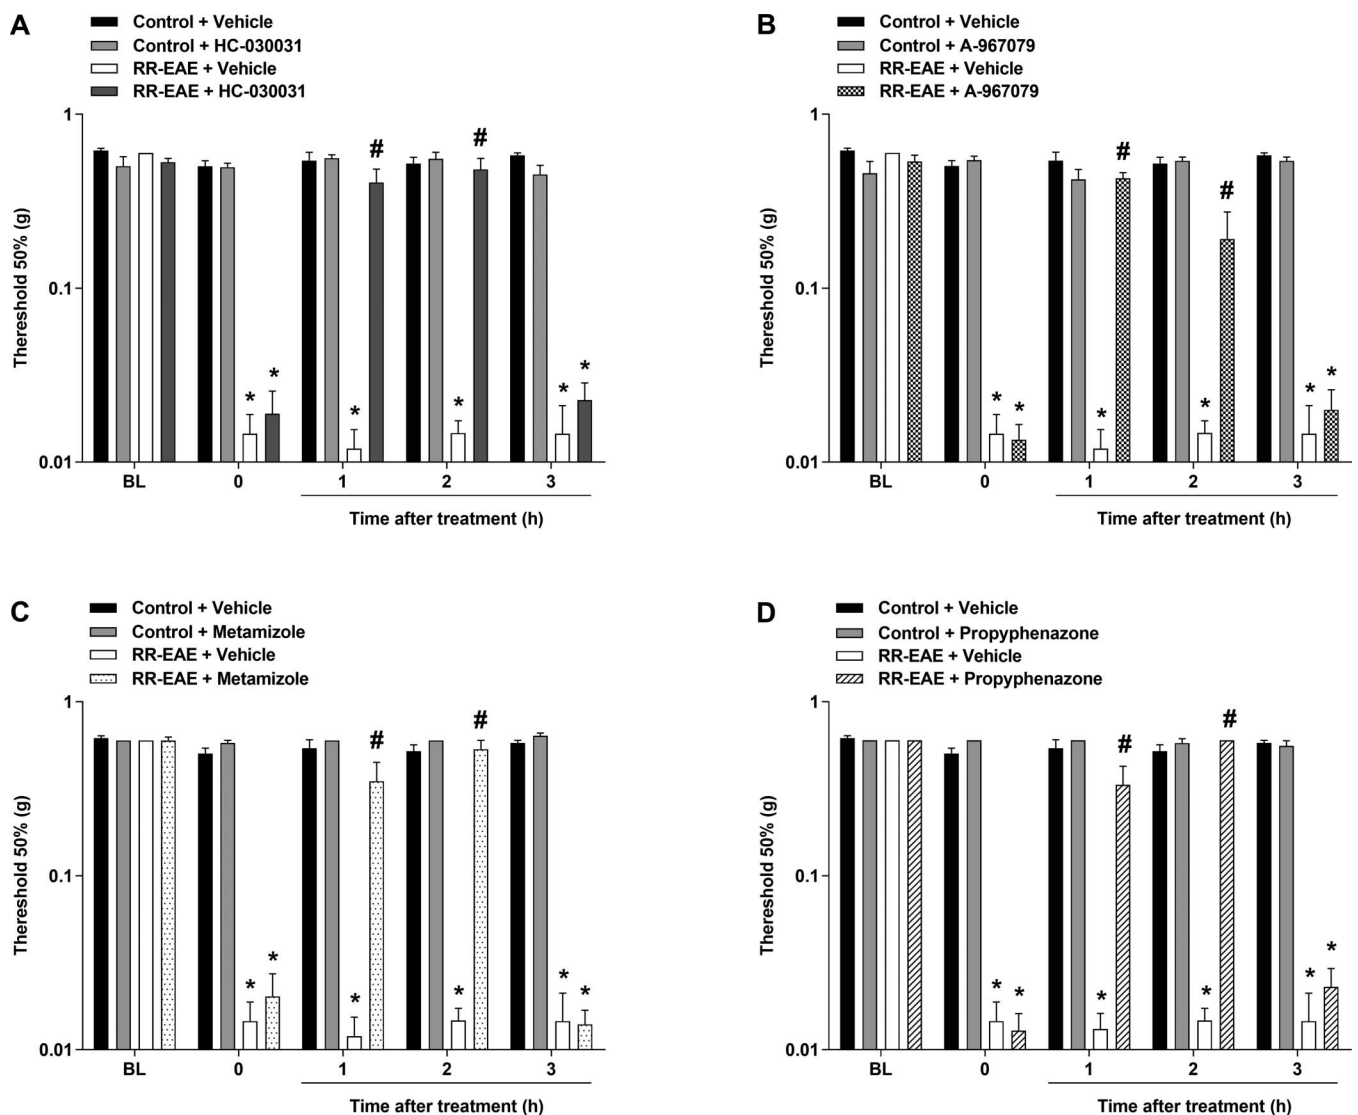 A
Control + Vehicle
Control + HC-030031
RR-EAE + Vehicle
RR-EAE + HC-030031
Thereshold 50% (g)
1
0.1
0.01
# #
* * * * * *
BL 0 1 2 3
Time after treatment (h)
B
Control + Vehicle
Control + A-967079
RR-EAE + Vehicle
RR-EAE + A-967079
Thereshold 50% (g)
1
0.1
0.01
# #
* * * * * *
BL 0 1 2 3
Time after treatment (h)
C
Control + Vehicle
Control + Metamizole
RR-EAE + Vehicle
RR-EAE + Metamizole
Thereshold 50% (g)
1
0.1
0.01
# #
* * * * * *
BL 0 1 2 3
Time after treatment (h)
D
Control + Vehicle
Control + Propyphenazone
RR-EAE + Vehicle
RR-EAE + Propyphenazone
Thereshold 50% (g)
1
0.1
0.01
# #
* * * * * *
BL 0 1 2 3
Time after treatment (h)